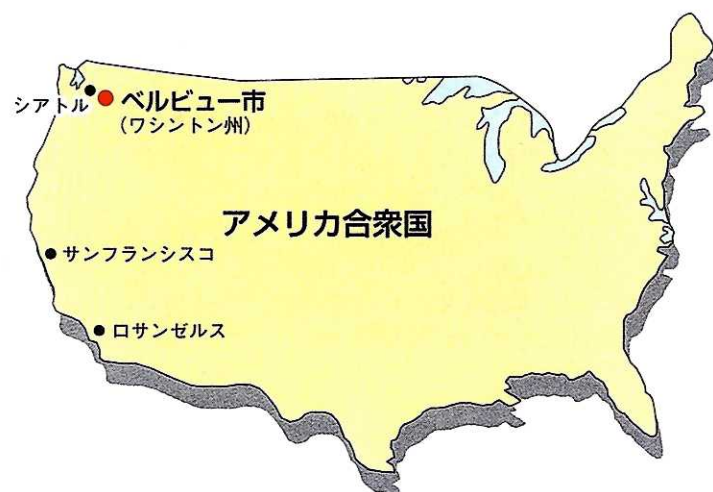 シアトル
ベルビュー市
(ワシントン州)
アメリカ合衆国
サンフランシスコ
ロサンゼルス